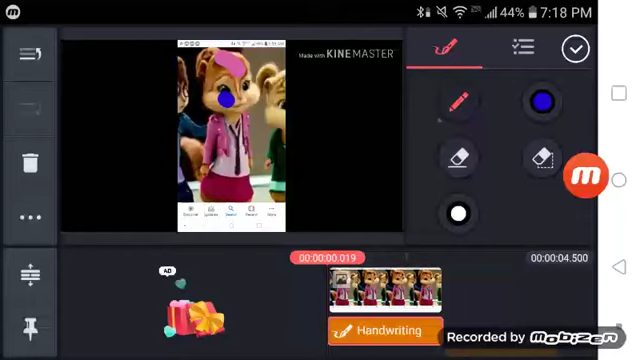 44% 7:18 PM
Made with KINEMASTER
AD
00:00:00.019
00:00:04.500
Handwriting
Recorded by Mobizen